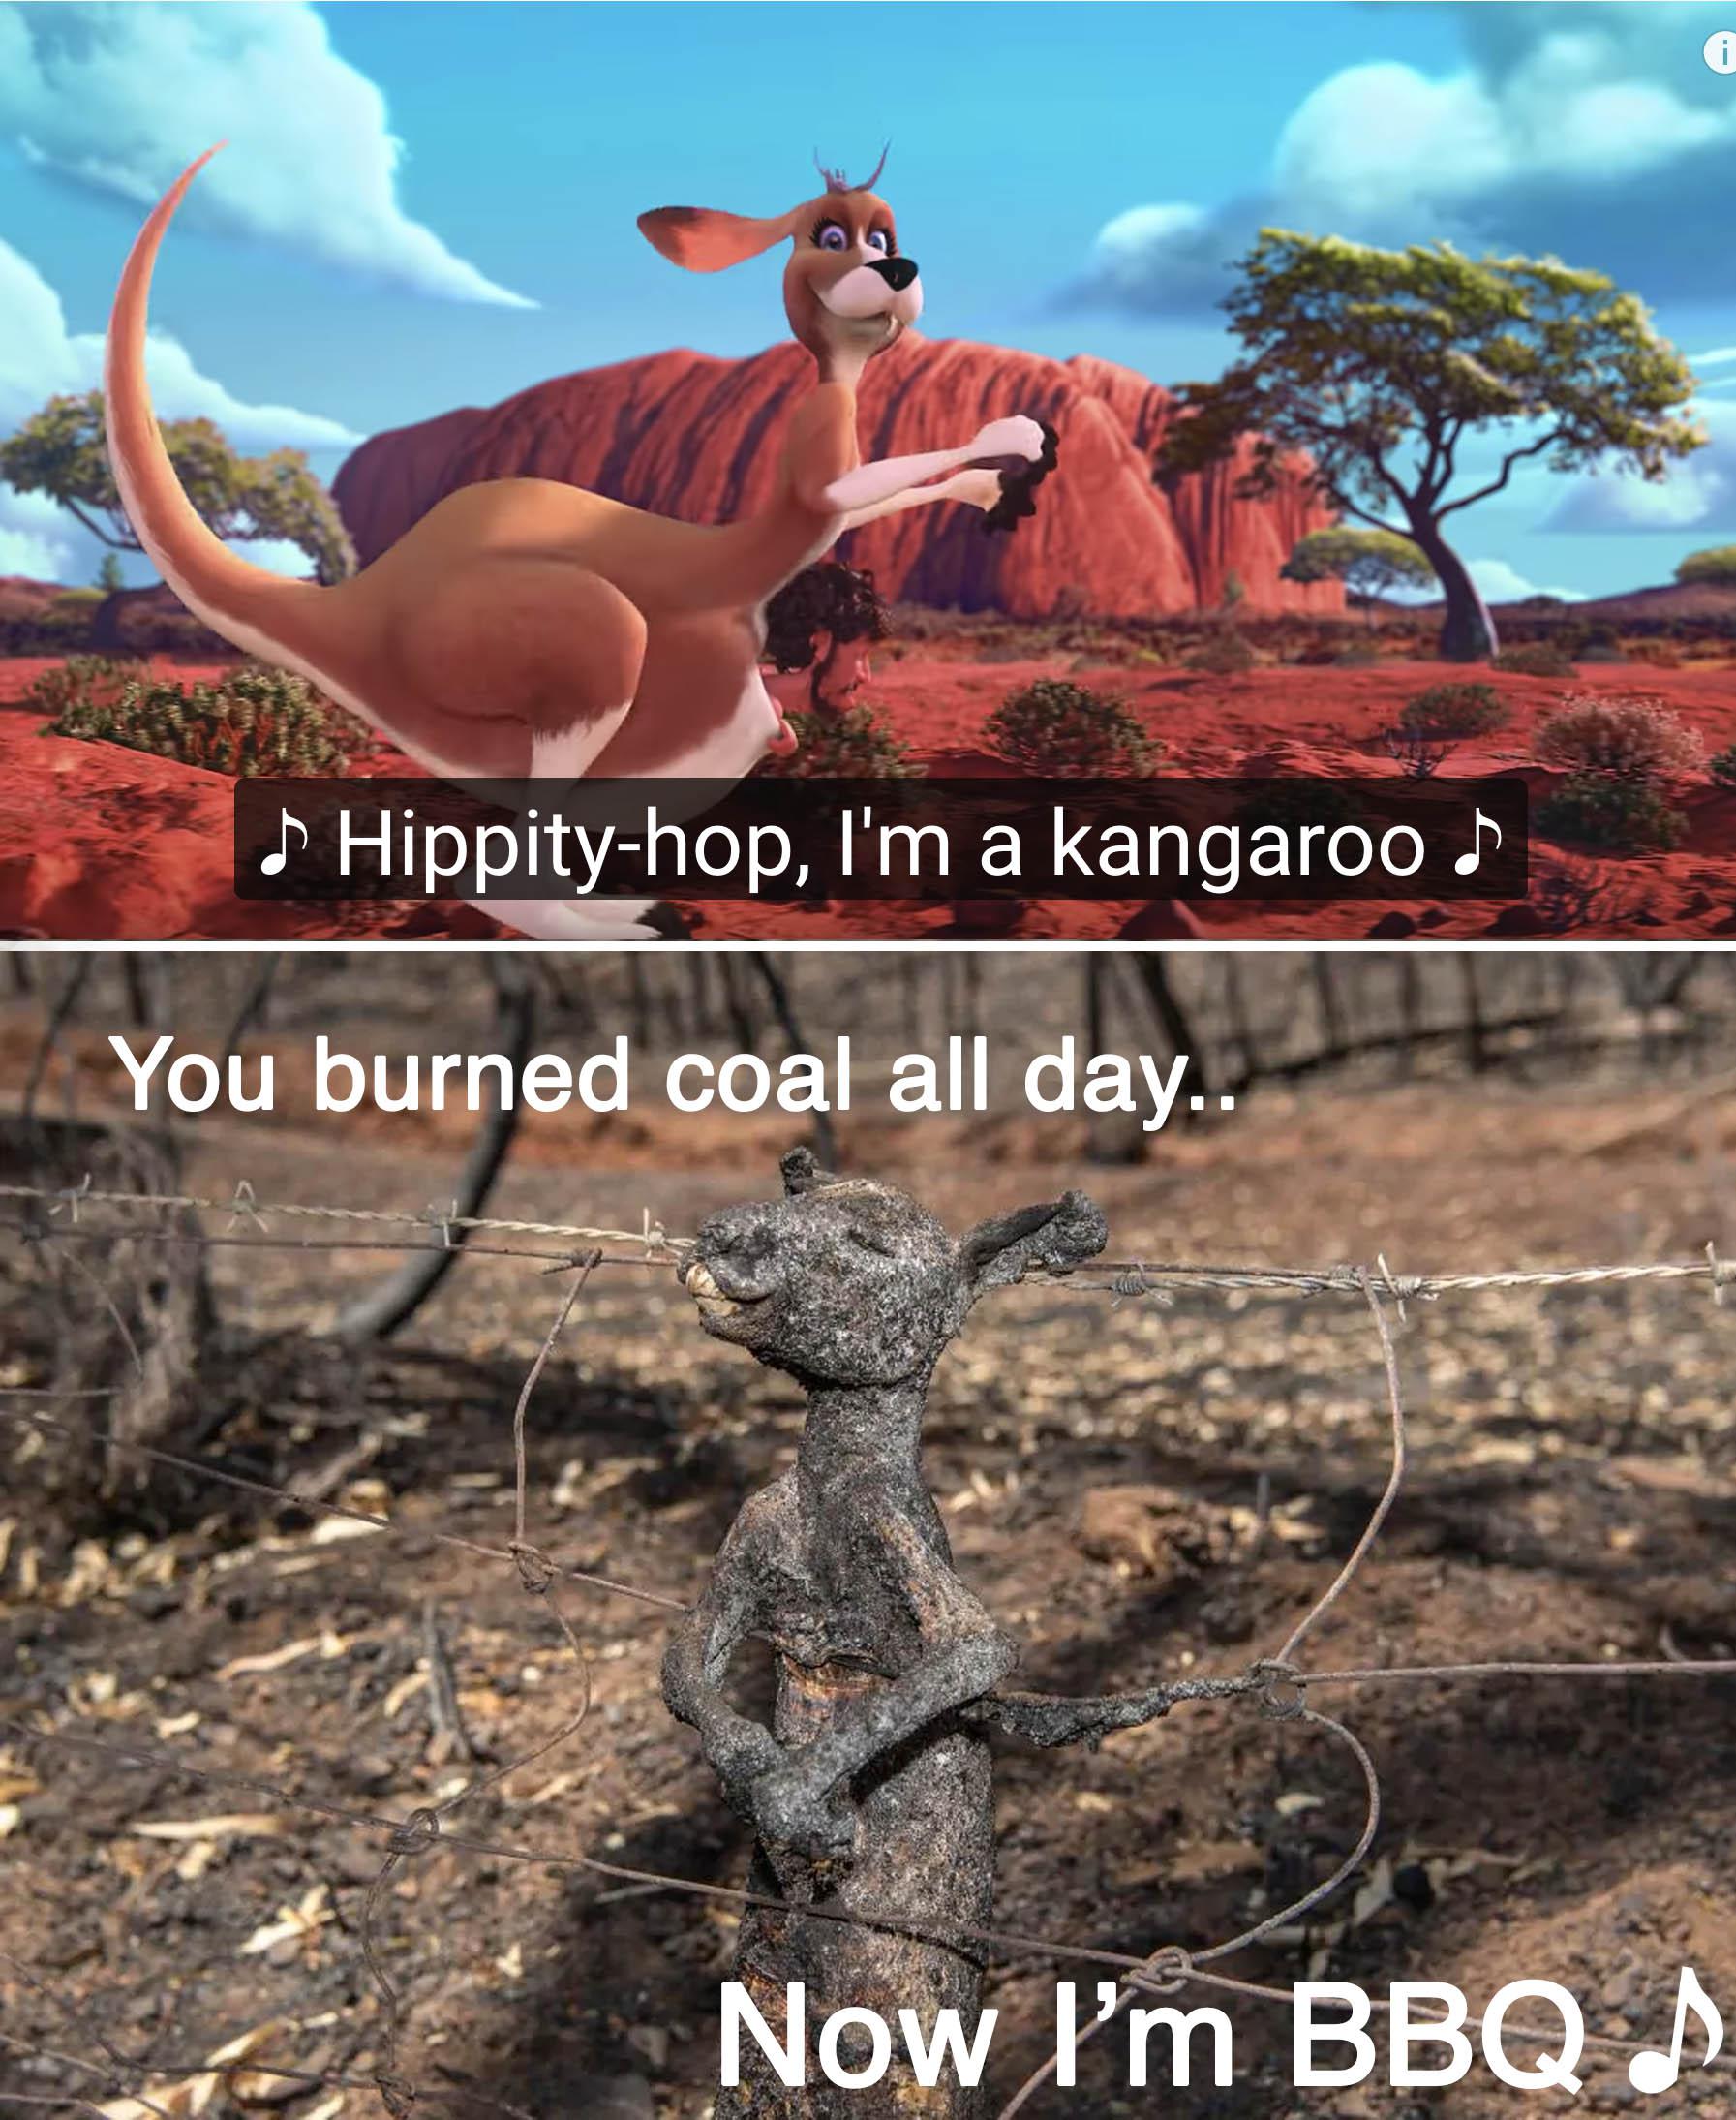 ♪ Hippity-hop, I'm a kangaroo ♪
You burned coal all day..
Now I’m BBQ ♪